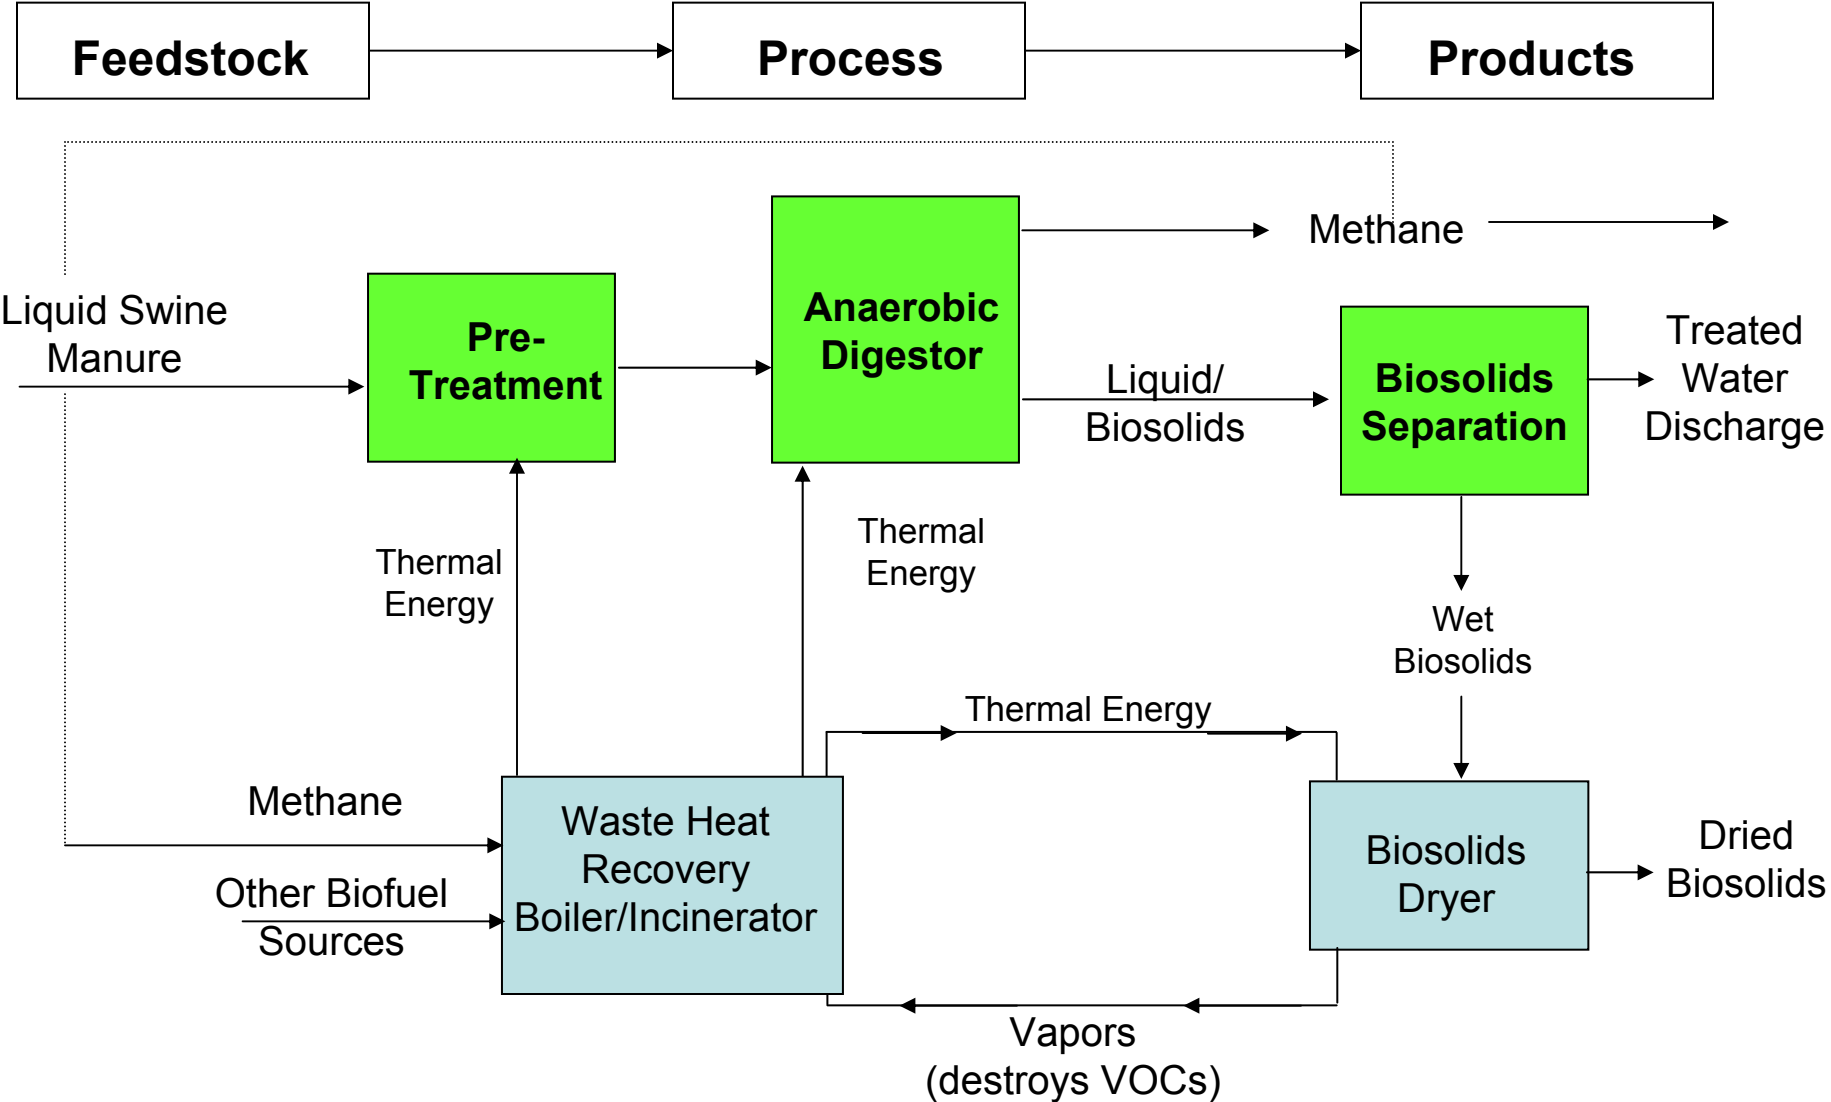 Feedstock
Process
Products
Methane
Liquid Swine
Manure
Pre-
Treatment
Anaerobic
Digestor
Liquid/
Biosolids
Biosolids
Separation
Treated
Water
Discharge
Thermal
Energy
Thermal
Energy
Wet
Biosolids
Thermal Energy
Methane
Other Biofuel
Sources
Waste Heat
Recovery
Boiler/Incinerator
Biosolids
Dryer
Dried
Biosolids
Vapors
(destroys VOCs)